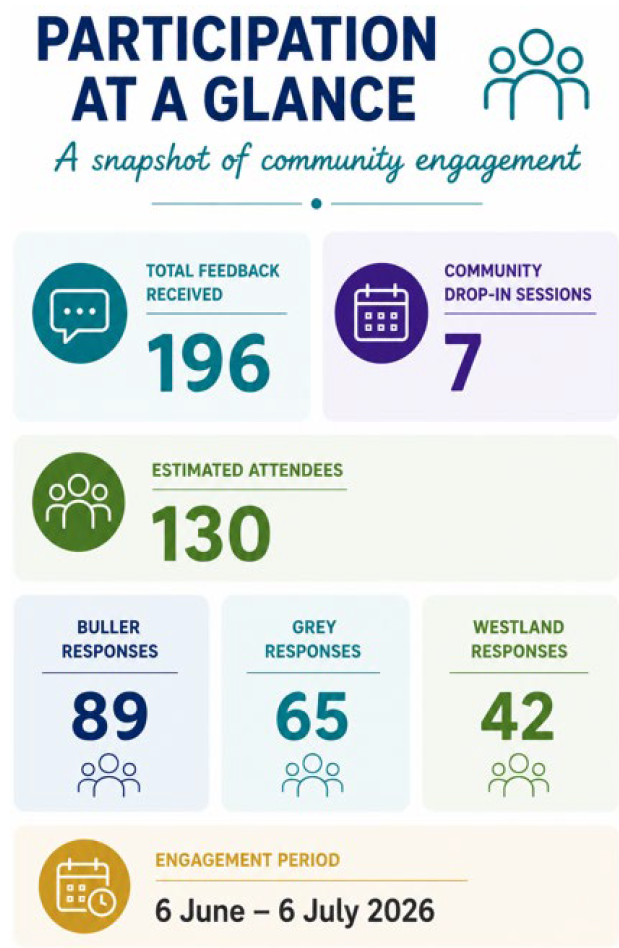 PARTICIPATION
AT A GLANCE
A snapshot of community engagement
TOTAL FEEDBACK
RECEIVED
196
COMMUNITY
DROP-IN SESSIONS
7
ESTIMATED ATTENDEES
130
BULLER
RESPONSES
89
GREY
RESPONSES
65
WESTLAND
RESPONSES
42
ENGAGEMENT PERIOD
6 June – 6 July 2026